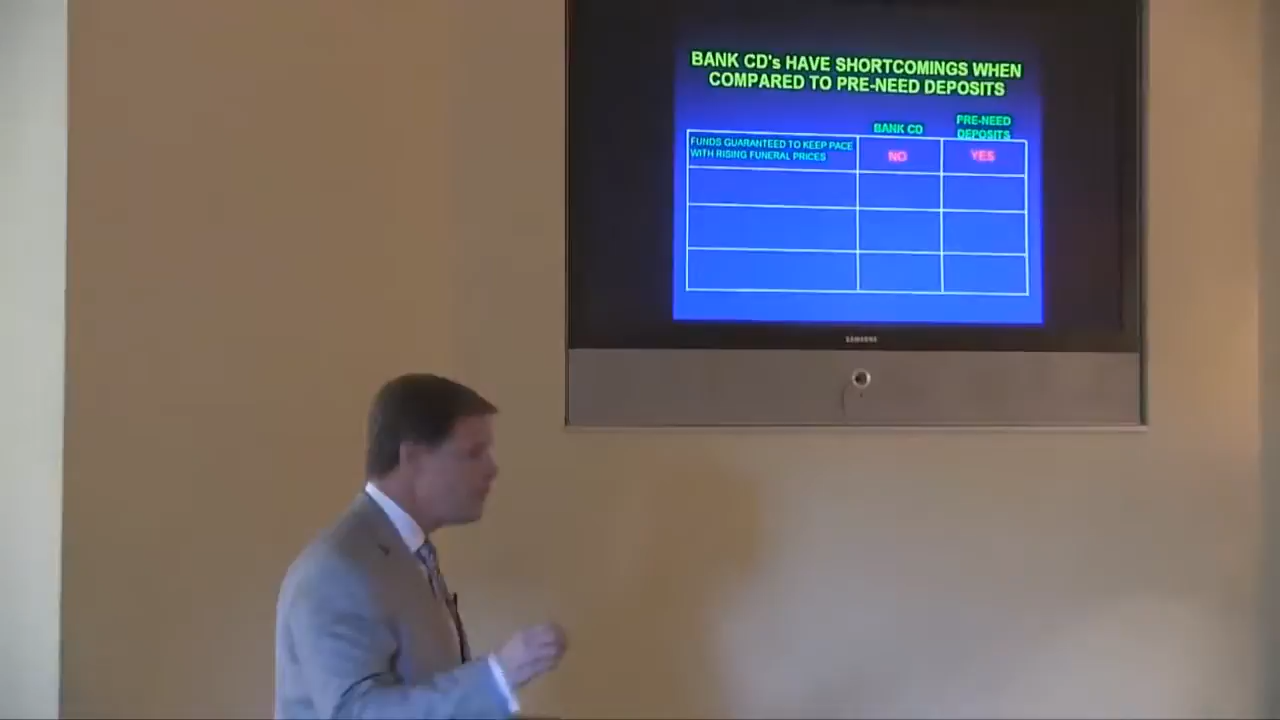 BANK CD's HAVE SHORTCOMINGS WHEN
COMPARED TO PRE-NEED DEPOSITS
BANK CD
PRE-NEED
DEPOSITS
FUNDS GUARANTEED TO KEEP PACE
WITH RISING FUNERAL PRICES
NO
YES
SAMSUNG